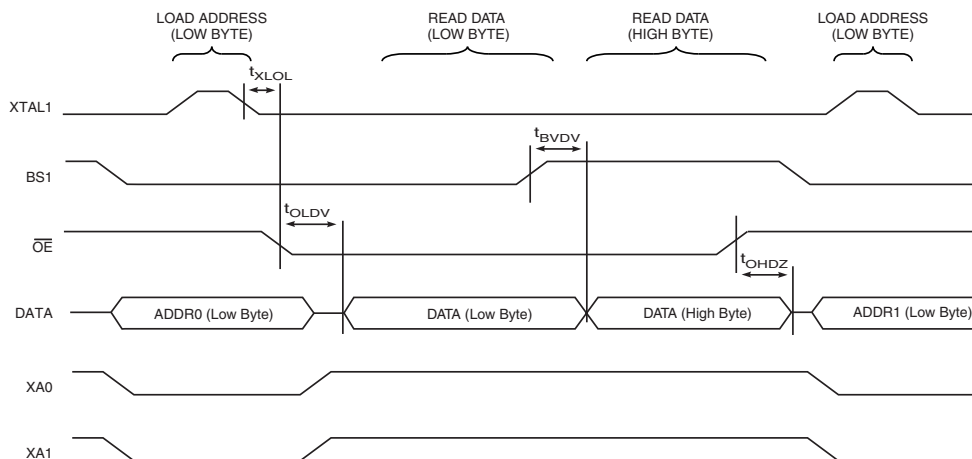 LOAD ADDRESS
(LOW BYTE)
READ DATA
(LOW BYTE)
READ DATA
(HIGH BYTE)
LOAD ADDRESS
(LOW BYTE)
tXLOL
XTAL1
tBVDV
BS1
tOLDV
OE
tOHDZ
DATA
ADDR0 (Low Byte)
DATA (Low Byte)
DATA (High Byte)
ADDR1 (Low Byte)
XA0
XA1